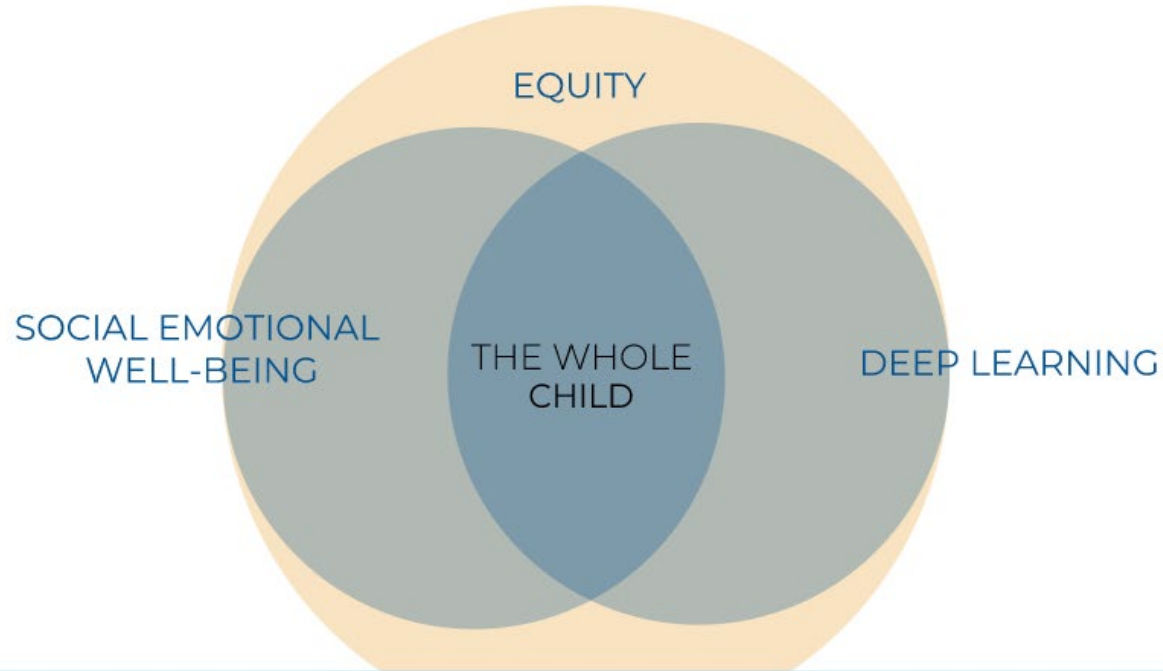 EQUITY
SOCIAL EMOTIONAL
WELL-BEING
THE WHOLE
CHILD
DEEP LEARNING